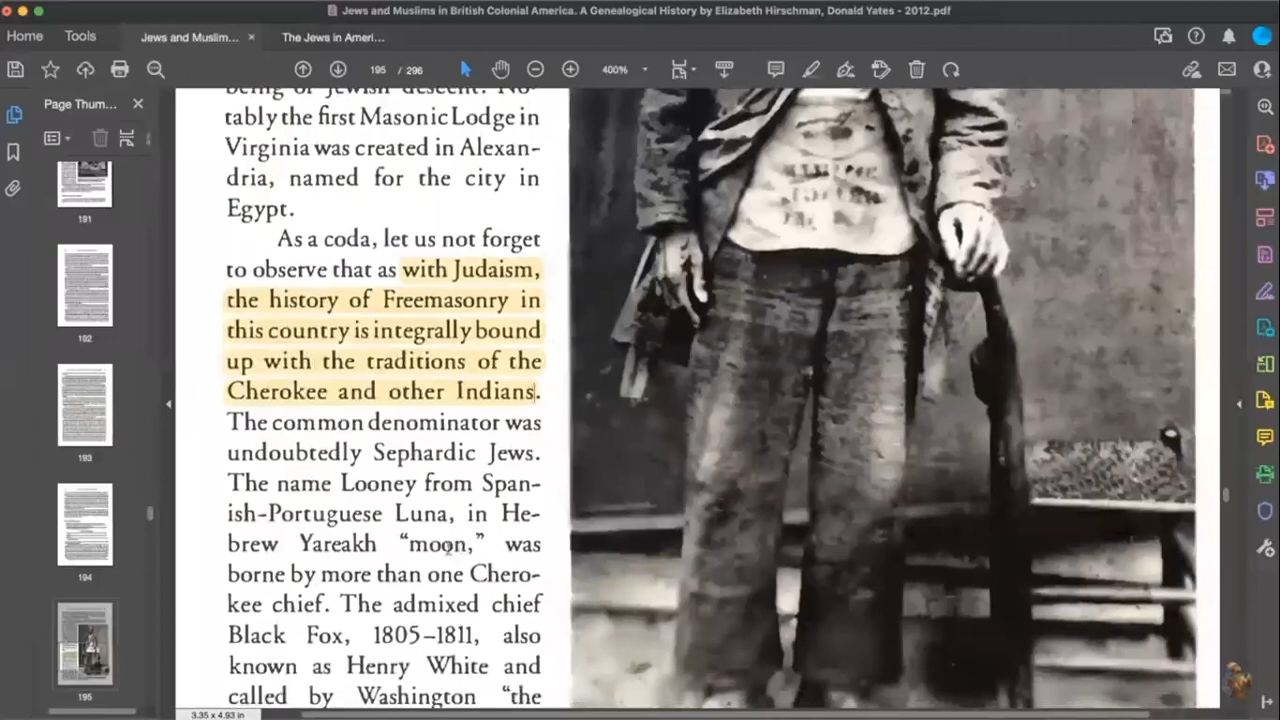 Jews and Muslims in British Colonial America. A Genealogical History by Elizabeth Hirschman, Donald Yates - 2012.pdf
Home Tools Jews and Muslim... × The Jews in Ameri...
195 / 296 400%
Page Thum... ×
191
192
193
194
195
being of Jewish descent. No-
tably the first Masonic Lodge in
Virginia was created in Alexan-
dria, named for the city in
Egypt.
As a coda, let us not forget
to observe that as with Judaism,
the history of Freemasonry in
this country is integrally bound
up with the traditions of the
Cherokee and other Indians.
The common denominator was
undoubtedly Sephardic Jews.
The name Looney from Span-
ish-Portuguese Luna, in He-
brew Yareakh “moon,” was
borne by more than one Chero-
kee chief. The admixed chief
Black Fox, 1805–1811, also
known as Henry White and
called by Washington “the
3.35 x 4.93 in